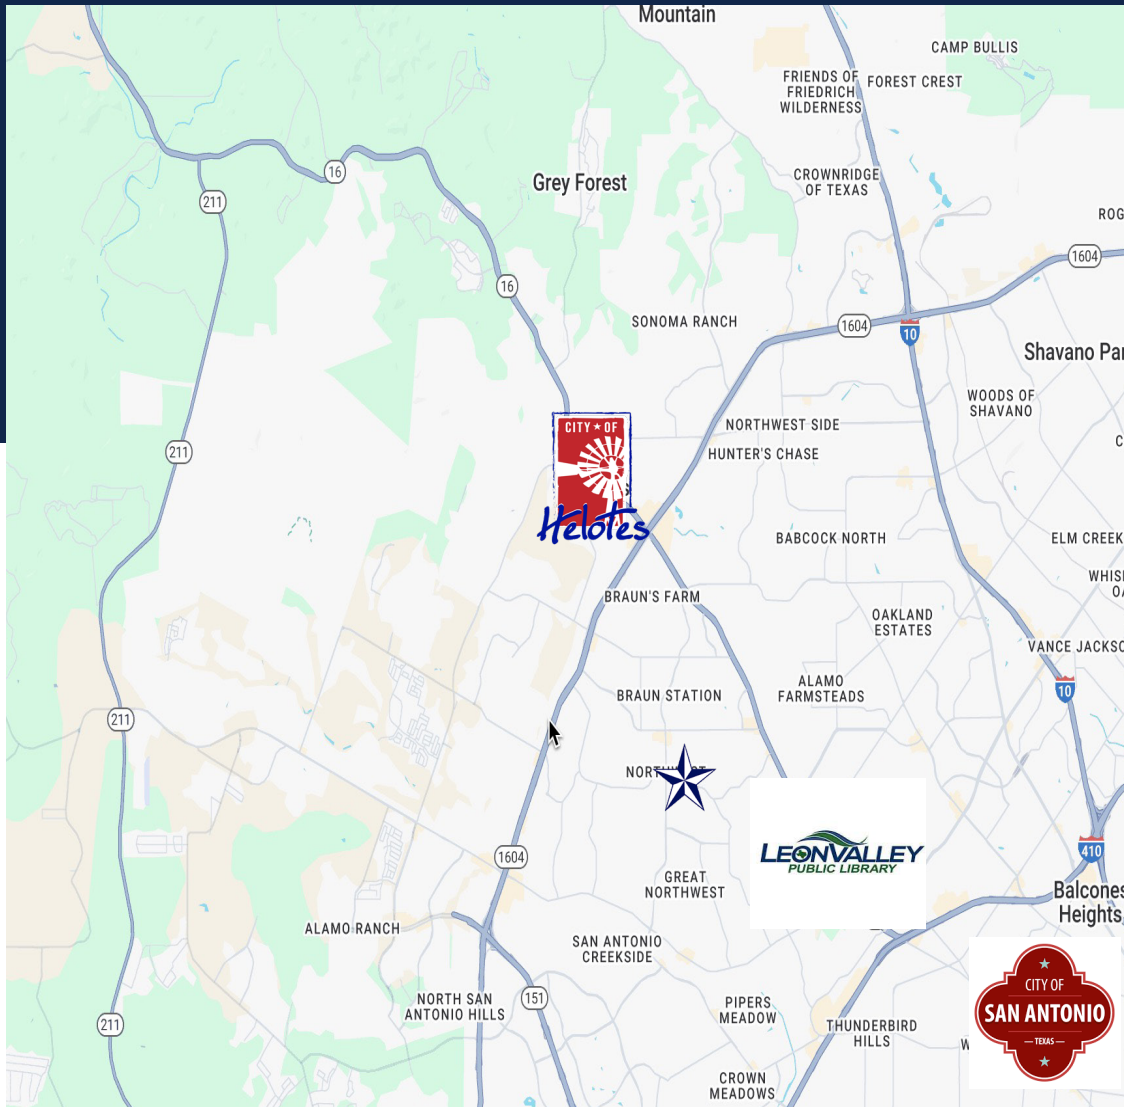 Mountain
CAMP BULLIS
FRIENDS OF
FRIEDRICH
WILDERNESS
FOREST CREST
16
Grey Forest
CROWNRIDGE
OF TEXAS
211
ROG
1604
16
SONOMA RANCH
1604
10
Shavano Par
WOODS OF
SHAVANO
CITY ★ OF
Helotes
NORTHWEST SIDE
HUNTER'S CHASE
211
C
BABCOCK NORTH
ELM CREEK
WHIS
OA
BRAUN'S FARM
OAKLAND
ESTATES
VANCE JACKSO
BRAUN STATION
ALAMO
FARMSTEADS
10
211
LEONVALLEY
PUBLIC LIBRARY
410
1604
GREAT
NORTHWEST
Balcones
Heights
ALAMO RANCH
SAN ANTONIO
CREEKSIDE
CITY OF
SAN ANTONIO
TEXAS
NORTH SAN
ANTONIO HILLS
151
PIPERS
MEADOW
THUNDERBIRD
HILLS
W
211
CROWN
MEADOWS